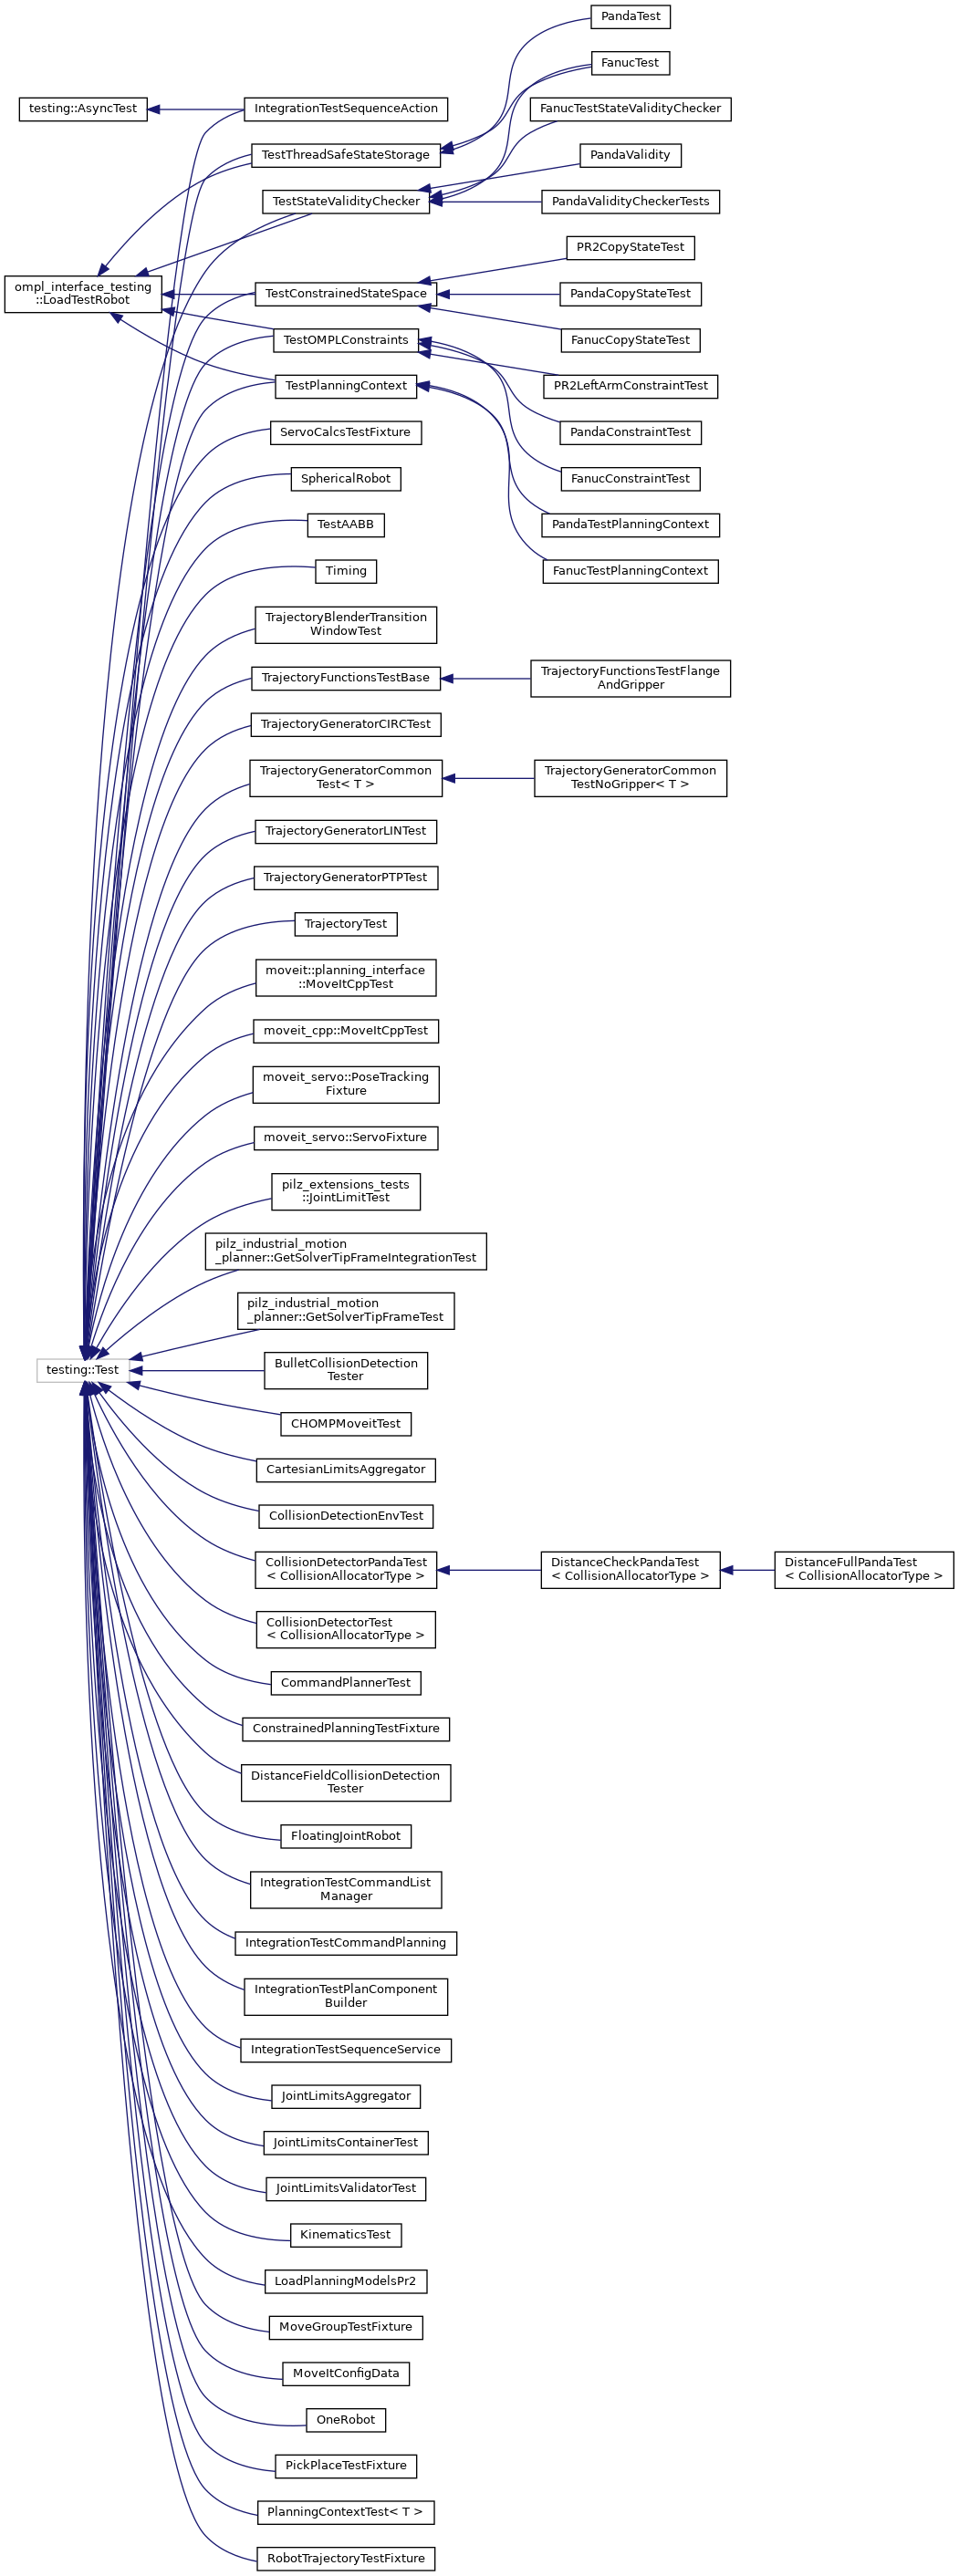 PandaTest
FanucTest
testing::AsyncTest
IntegrationTestSequenceAction
FanucTestStateValidityChecker
TestThreadSafeStateStorage
PandaValidity
TestStateValidityChecker
PandaValidityCheckerTests
PR2CopyStateTest
ompl_interface_testing
::LoadTestRobot
TestConstrainedStateSpace
PandaCopyStateTest
TestOMPLConstraints
FanucCopyStateTest
TestPlanningContext
PR2LeftArmConstraintTest
ServoCalcsTestFixture
PandaConstraintTest
SphericalRobot
FanucConstraintTest
TestAABB
PandaTestPlanningContext
Timing
FanucTestPlanningContext
TrajectoryBlenderTransition
WindowTest
TrajectoryFunctionsTestBase
TrajectoryFunctionsTestFlange
AndGripper
TrajectoryGeneratorCIRCTest
TrajectoryGeneratorCommon
Test< T >
TrajectoryGeneratorCommon
TestNoGripper< T >
TrajectoryGeneratorLINTest
TrajectoryGeneratorPTPTest
TrajectoryTest
moveit::planning_interface
::MoveItCppTest
moveit_cpp::MoveItCppTest
moveit_servo::PoseTracking
Fixture
moveit_servo::ServoFixture
pilz_extensions_tests
::JointLimitTest
pilz_industrial_motion
_planner::GetSolverTipFrameIntegrationTest
pilz_industrial_motion
_planner::GetSolverTipFrameTest
testing::Test
BulletCollisionDetection
Tester
CHOMPMoveitTest
CartesianLimitsAggregator
CollisionDetectionEnvTest
CollisionDetectorPandaTest
< CollisionAllocatorType >
DistanceCheckPandaTest
< CollisionAllocatorType >
DistanceFullPandaTest
< CollisionAllocatorType >
CollisionDetectorTest
< CollisionAllocatorType >
CommandPlannerTest
ConstrainedPlanningTestFixture
DistanceFieldCollisionDetection
Tester
FloatingJointRobot
IntegrationTestCommandList
Manager
IntegrationTestCommandPlanning
IntegrationTestPlanComponent
Builder
IntegrationTestSequenceService
JointLimitsAggregator
JointLimitsContainerTest
JointLimitsValidatorTest
KinematicsTest
LoadPlanningModelsPr2
MoveGroupTestFixture
MoveItConfigData
OneRobot
PickPlaceTestFixture
PlanningContextTest< T >
RobotTrajectoryTestFixture